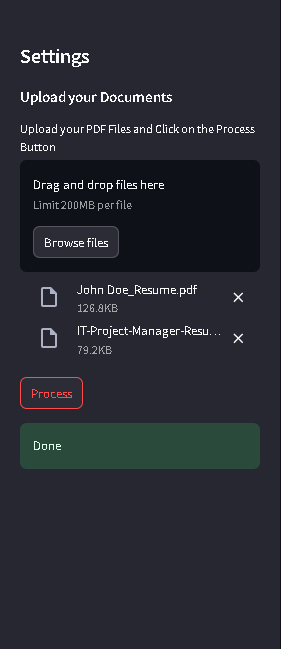 Settings
Upload your Documents
Upload your PDF Files and Click on the Process
Button
Drag and drop files here
Limit 200MB per file
Browse files
John Doe_Resume.pdf
126.8KB
IT-Project-Manager-Resu...
79.2KB
Process
Done